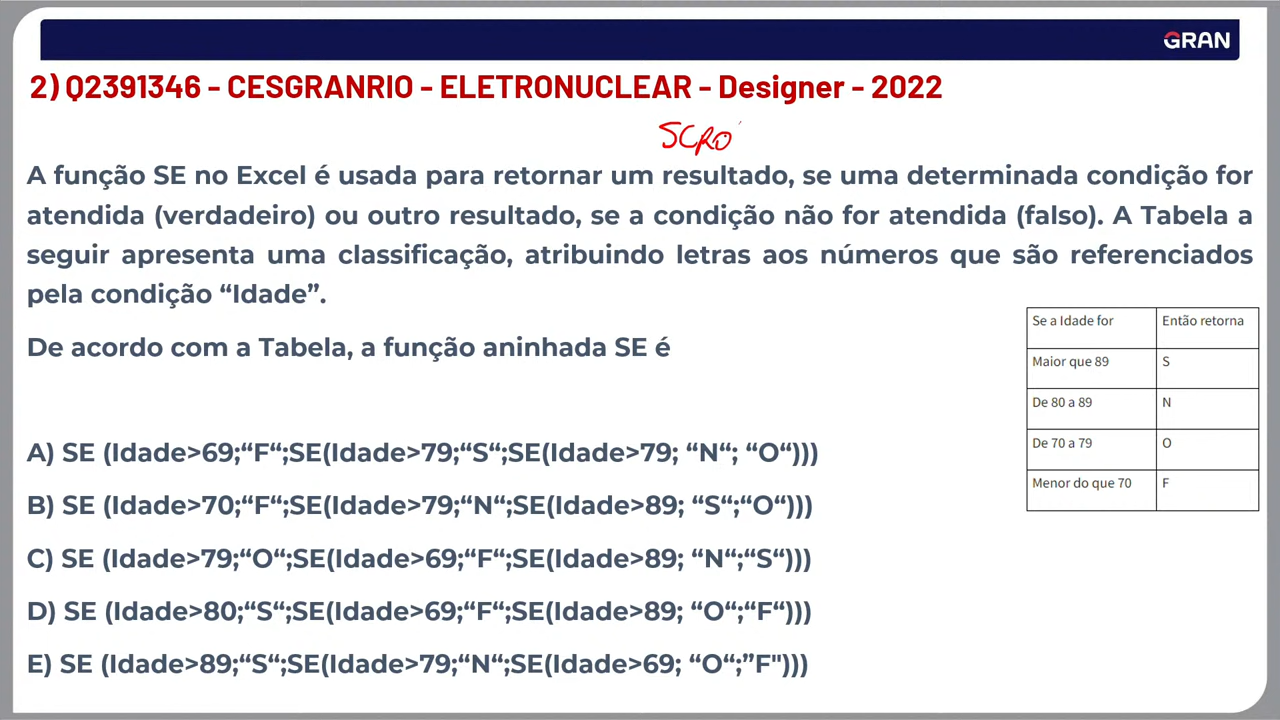 GRAN
2) Q2391346 - CESGRANRIO - ELETRONUCLEAR - Designer - 2022
SCRO
A função SE no Excel é usada para retornar um resultado, se uma determinada condição for
atendida (verdadeiro) ou outro resultado, se a condição não for atendida (falso). A Tabela a
seguir apresenta uma classificação, atribuindo letras aos números que são referenciados
pela condição “Idade”.
De acordo com a Tabela, a função aninhada SE é
Se a Idade for Então retorna
Maior que 89 S
De 80 a 89 N
De 70 a 79 O
Menor do que 70 F
A) SE (Idade>69;“F“;SE(Idade>79;“S“;SE(Idade>79; “N“; “O“)))
B) SE (Idade>70;“F“;SE(Idade>79;“N“;SE(Idade>89; “S“;“O“)))
C) SE (Idade>79;“O“;SE(Idade>69;“F“;SE(Idade>89; “N“;“S“)))
D) SE (Idade>80;“S“;SE(Idade>69;“F“;SE(Idade>89; “O“;“F“)))
E) SE (Idade>89;“S“;SE(Idade>79;“N“;SE(Idade>69; “O“;”F")))